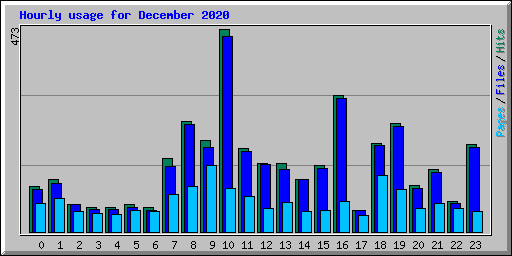 Hourly usage for December 2020
473
Pages / Files / Hits
0 1 2 3 4 5 6 7 8 9 10 11 12 13 14 15 16 17 18 19 20 21 22 23